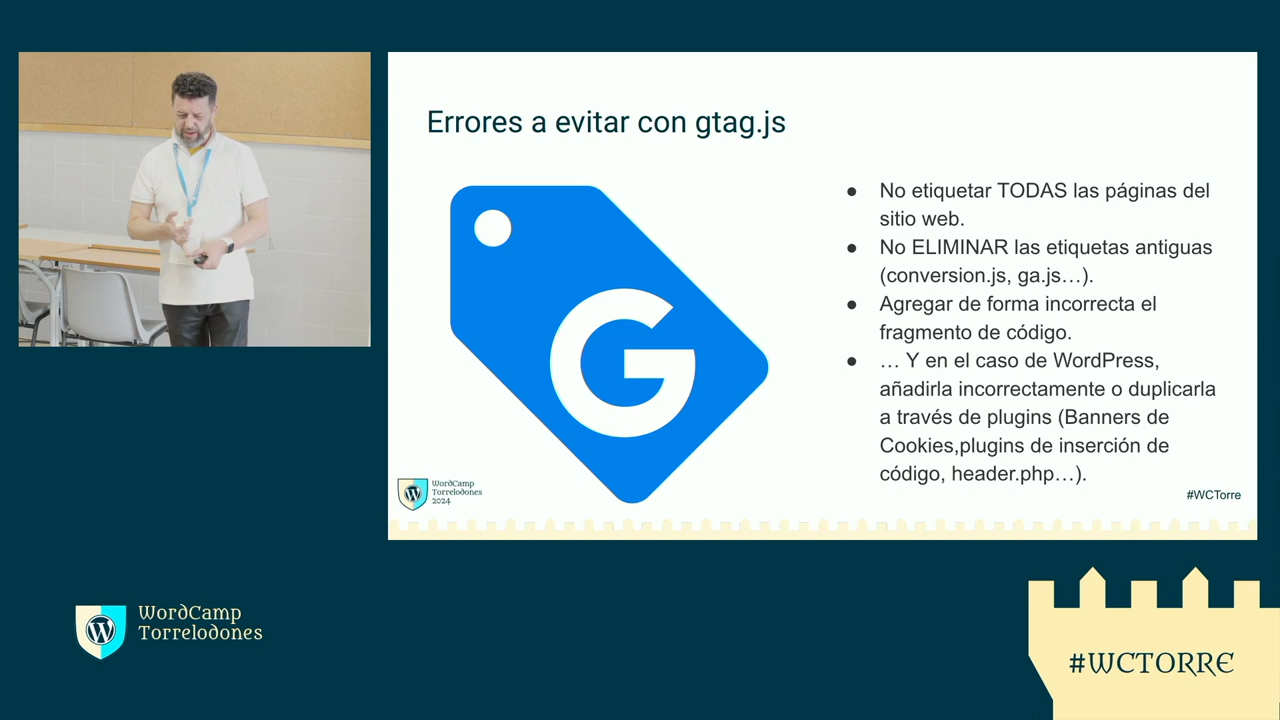 Errores a evitar con gtag.js
● No etiquetar TODAS las páginas del
sitio web.
● No ELIMINAR las etiquetas antiguas
(conversion.js, ga.js…).
● Agregar de forma incorrecta el
fragmento de código.
● … Y en el caso de WordPress,
añadirla incorrectamente o duplicarla
a través de plugins (Banners de
Cookies,plugins de inserción de
código, header.php…).
G
WordCamp
Torrelodones
2024
#WCTorre
WordCamp
Torrelodones
#WCTORRE